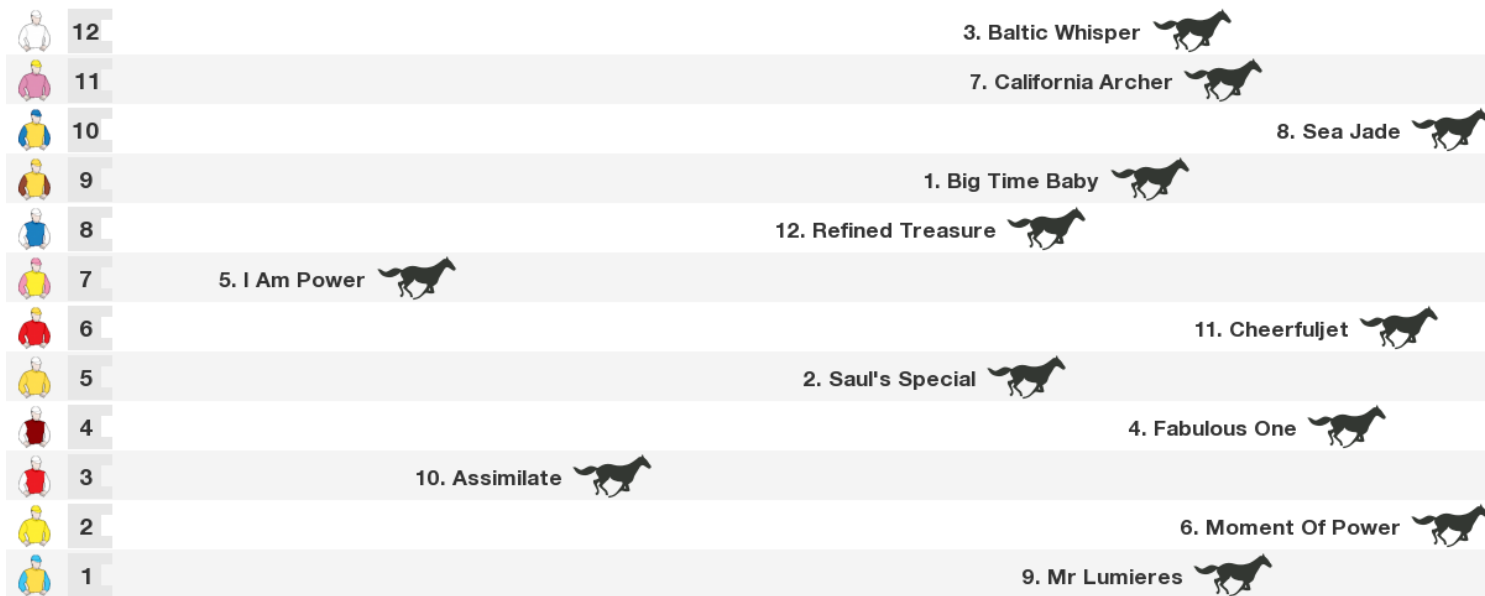 12 3. Baltic Whisper
11 7. California Archer
10 8. Sea Jade
9 1. Big Time Baby
8 12. Refined Treasure
7 5. I Am Power
6 11. Cheerfuljet
5 2. Saul's Special
4 4. Fabulous One
3 10. Assimilate
2 6. Moment Of Power
1 9. Mr Lumieres